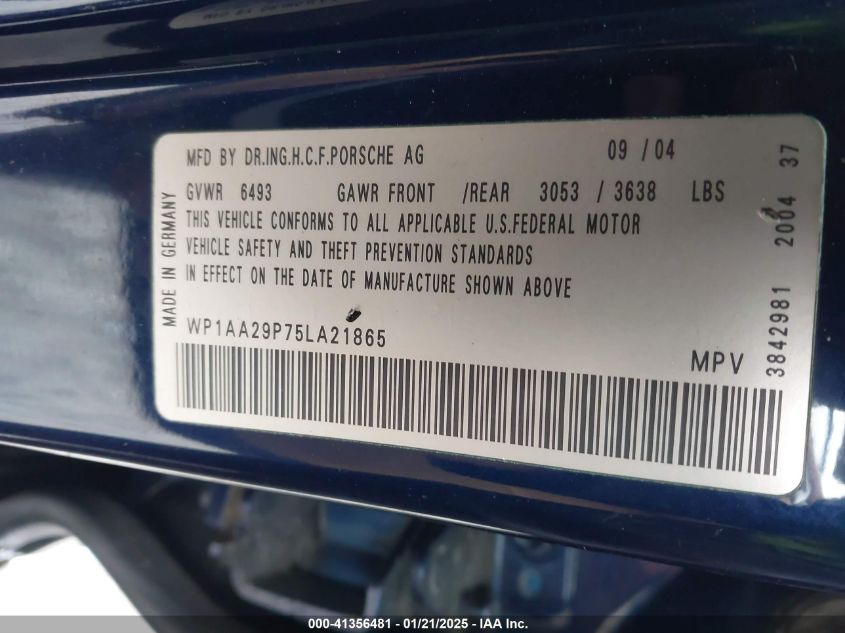 MFD BY DR.ING.H.C.F.PORSCHE AG 09 / 04
GVWR 6493 GAWR FRONT /REAR 3053 / 3638 LBS
THIS VEHICLE CONFORMS TO ALL APPLICABLE U.S.FEDERAL MOTOR
VEHICLE SAFETY AND THEFT PREVENTION STANDARDS
IN EFFECT ON THE DATE OF MANUFACTURE SHOWN ABOVE
WP1AA29P75LA21865
MPV
MADE IN GERMANY
3842981 2004 37
000-41356481 - 01/21/2025 - IAA Inc.